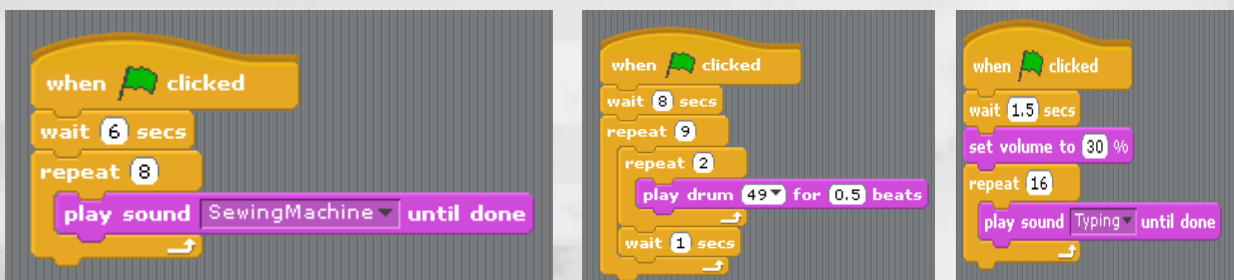 when clicked
wait 6 secs
repeat 8
play sound SewingMachine until done
when clicked
wait 8 secs
repeat 9
repeat 2
play drum 49 for 0.5 beats
wait 1 secs
when clicked
wait 1.5 secs
set volume to 30 %
repeat 16
play sound Typing until done